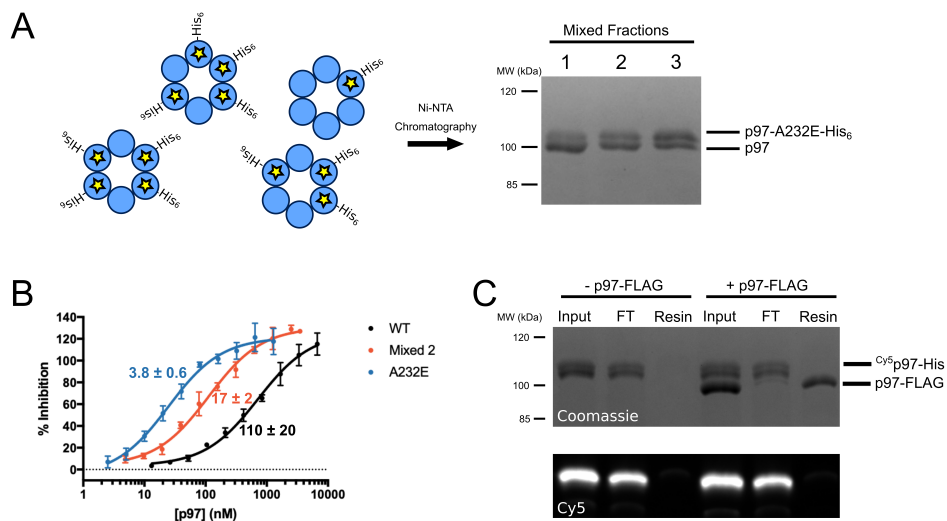 A
His6
His6
His6
His6
His6
His6
His6
His6
His6
His6
His6
His6
Ni-NTA
Chromatography
Mixed Fractions
MW (kDa)
1 2 3
120
100
85
p97-A232E-His6
p97
B
% Inhibition
140
120
100
80
60
40
20
0
1 10 100 1000 10000
[p97] (nM)
3.8 ± 0.6
17 ± 2
110 ± 20
WT
Mixed 2
A232E
C
- p97-FLAG + p97-FLAG
MW (kDa) Input FT Resin Input FT Resin
120
100
85
Cy5p97-His
p97-FLAG
Coomassie
Cy5